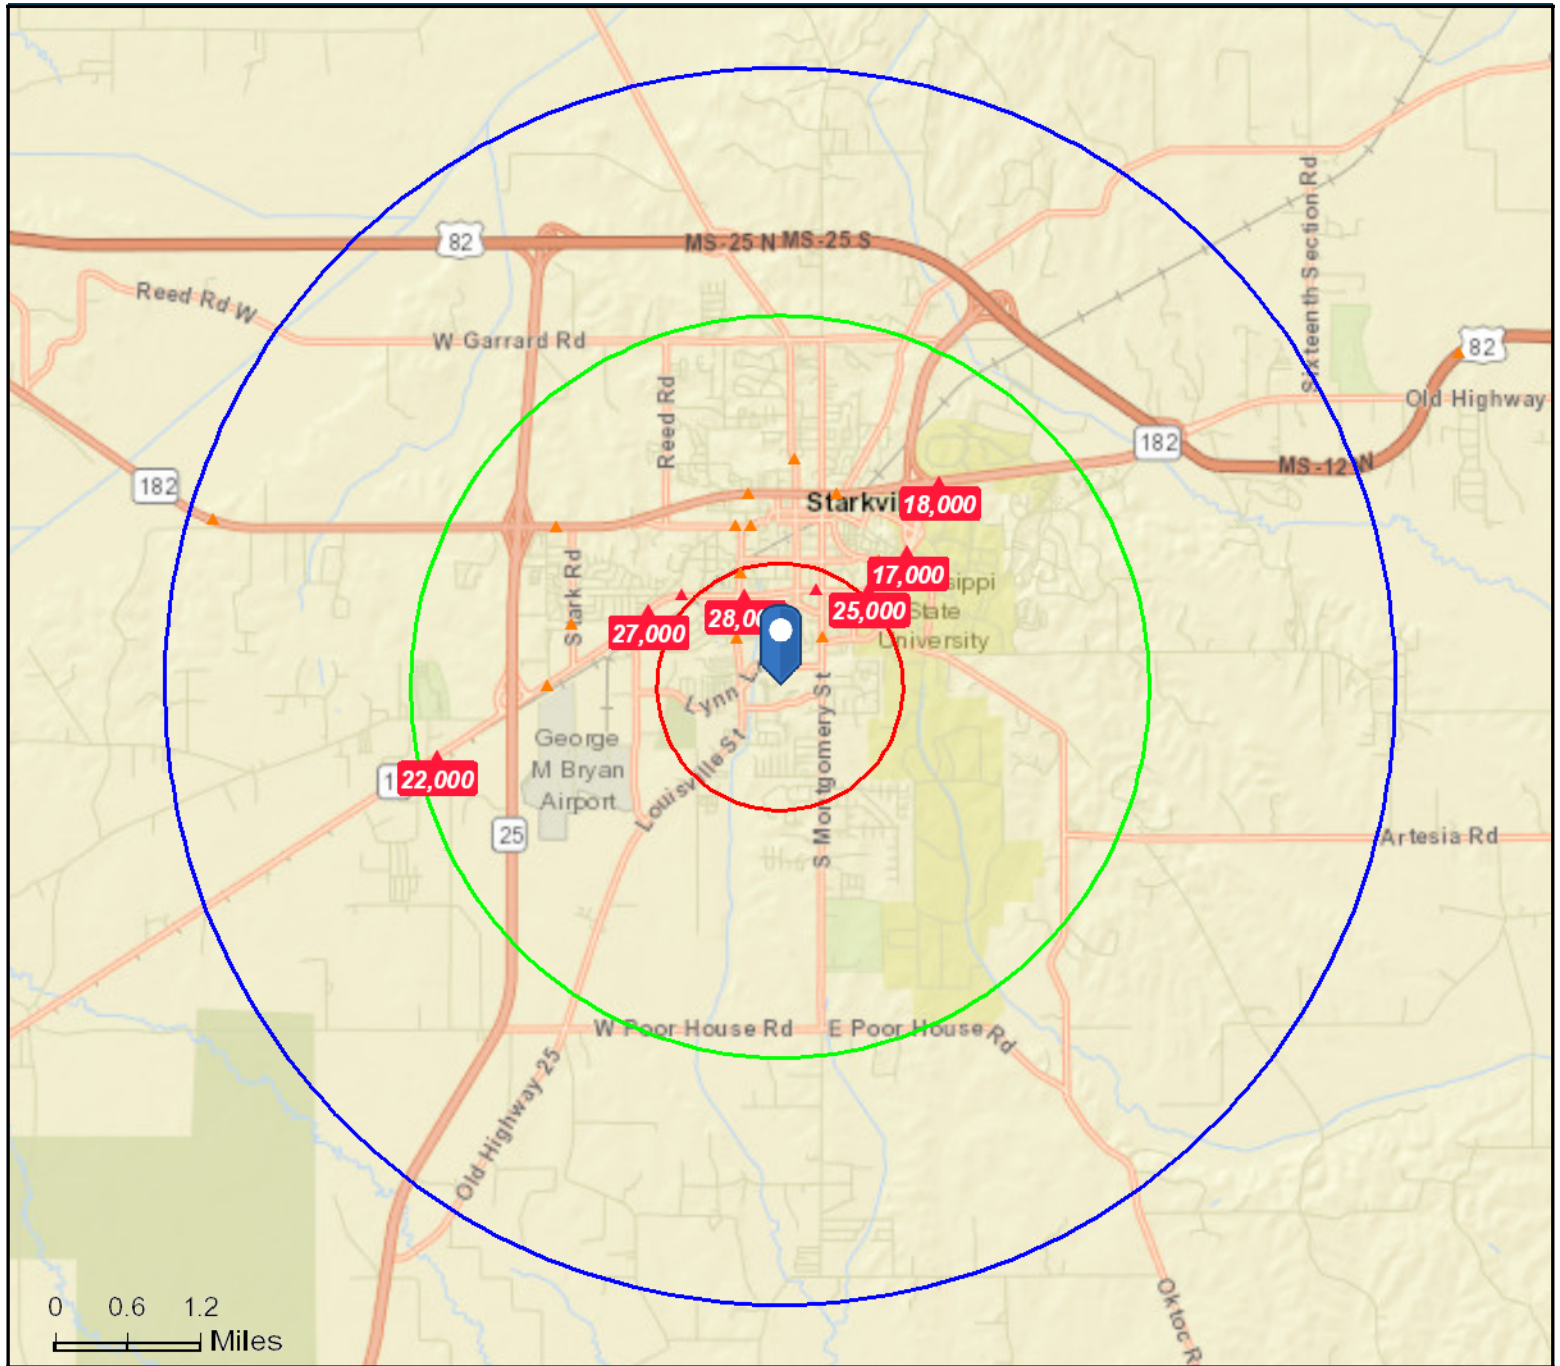 Sixteenth Section Rd
82
MS-25 N
MS-25 S
Reed Rd W
W Garrard Rd
82
Reed Rd
Old Highway
182
MS-12 N
182
Starkvi
18,000
Stark Rd
17,000
sippi
State
University
25,000
28,00
27,000
Lynn L
George
M Bryan
Airport
Louisville St
S Montgomery St
1
22,000
25
Artesia Rd
W Poor House Rd
E Poor House Rd
Old Highway 25
Oktoc R
0 0.6 1.2
Miles